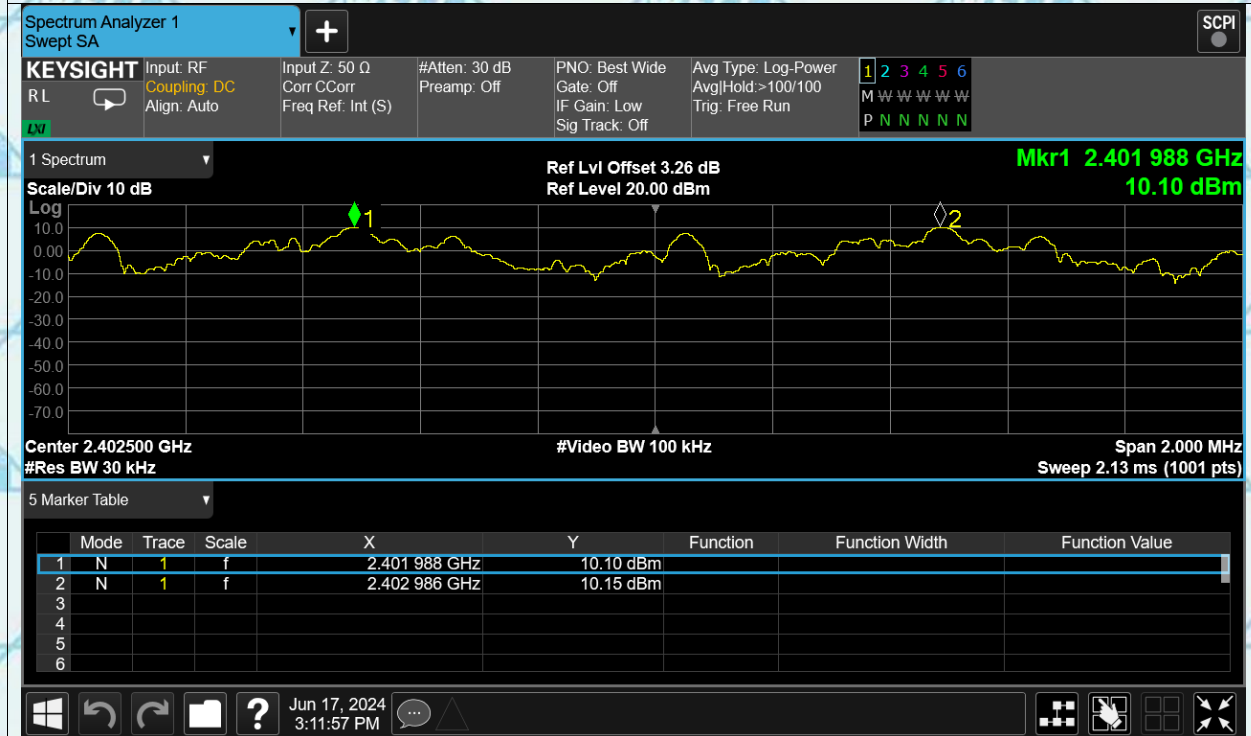 Spectrum Analyzer 1
Swept SA
+
SCPI
KEYSIGHT
RL
LXI
Input: RF
Coupling: DC
Align: Auto
Input Z: 50 Ω
Corr CCorr
Freq Ref: Int (S)
#Atten: 30 dB
Preamp: Off
PNO: Best Wide
Gate: Off
IF Gain: Low
Sig Track: Off
Avg Type: Log-Power
Avg|Hold:>100/100
Trig: Free Run
1 2 3 4 5 6
M W W W W W W
P N N N N N N
1 Spectrum
Scale/Div 10 dB
Ref Lvl Offset 3.26 dB
Ref Level 20.00 dBm
Mkr1 2.401 988 GHz
10.10 dBm
Log
10.0
0.00
-10.0
-20.0
-30.0
-40.0
-50.0
-60.0
-70.0
1
2
Center 2.402500 GHz
#Video BW 100 kHz
Span 2.000 MHz
#Res BW 30 kHz
Sweep 2.13 ms (1001 pts)
5 Marker Table
Mode Trace Scale X Y Function Function Width Function Value
1 N 1 f 2.401 988 GHz 10.10 dBm
2 N 1 f 2.402 986 GHz 10.15 dBm
3
4
5
6
?
Jun 17, 2024
3:11:57 PM